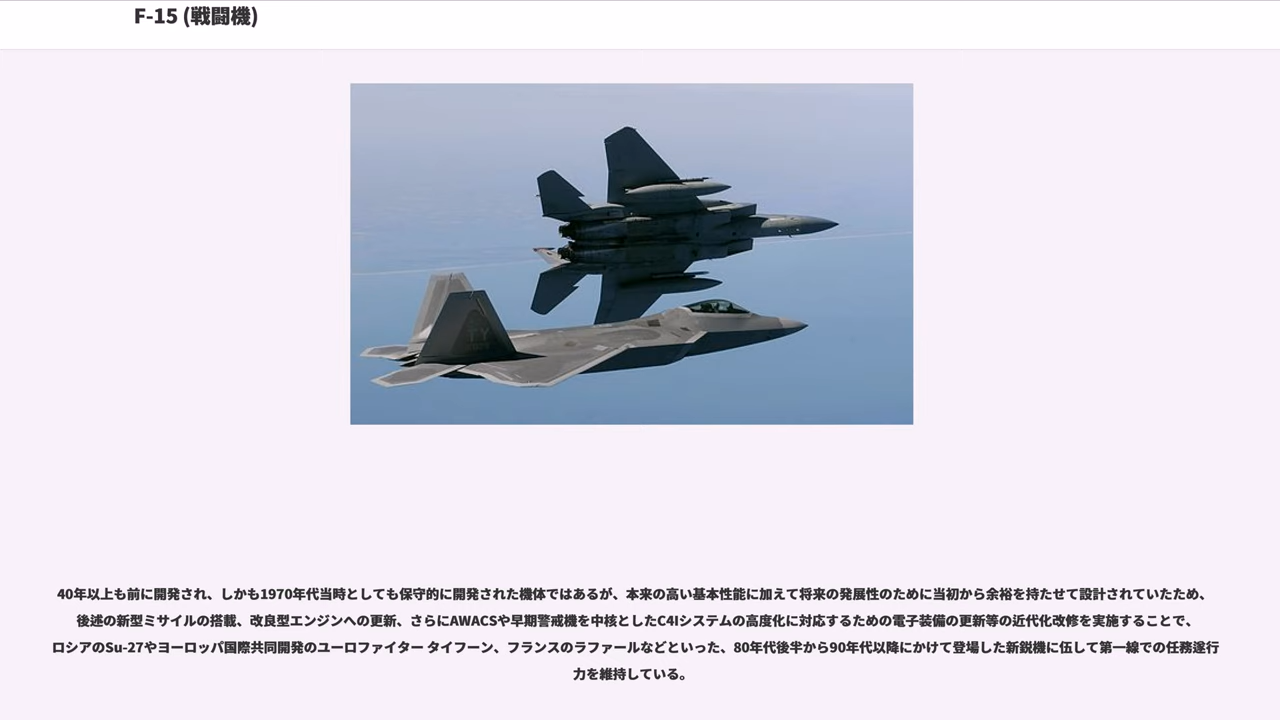 F-15 (戦闘機)
40年以上も前に開発され、しかも1970年代当時としても保守的に開発された機体ではあるが、本来の高い基本性能に加えて将来の発展性のために当初から余裕を持たせて設計されていたため、
後述の新型ミサイルの搭載、改良型エンジンへの更新、さらにAWACSや早期警戒機を中核としたC4Iシステムの高度化に対応するための電子装備の更新等の近代化改修を実施することで、
ロシアのSu-27やヨーロッパ国際共同開発のユーロファイター タイフーン、フランスのラファールなどといった、80年代後半から90年代以降にかけて登場した新鋭機に伍して第一線での任務遂行
力を維持している。